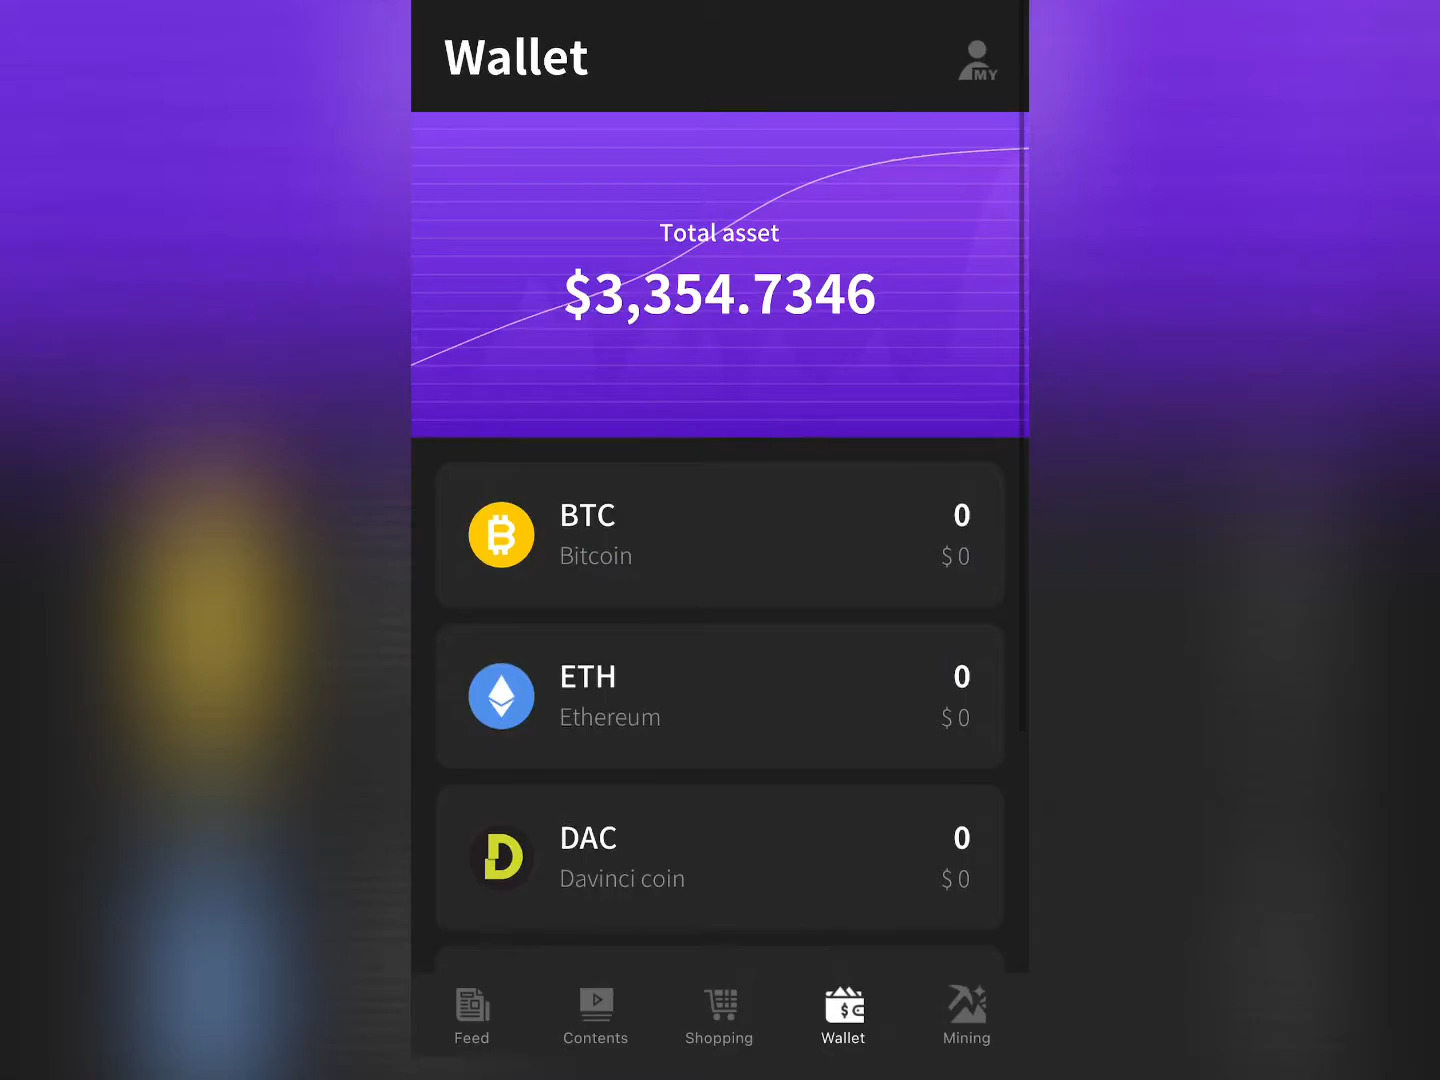 Wallet
MY
Total asset
$3,354.7346
BTC
0
Bitcoin
$ 0
ETH
0
Ethereum
$ 0
DAC
0
Davinci coin
$ 0
Feed
Contents
Shopping
Wallet
Mining